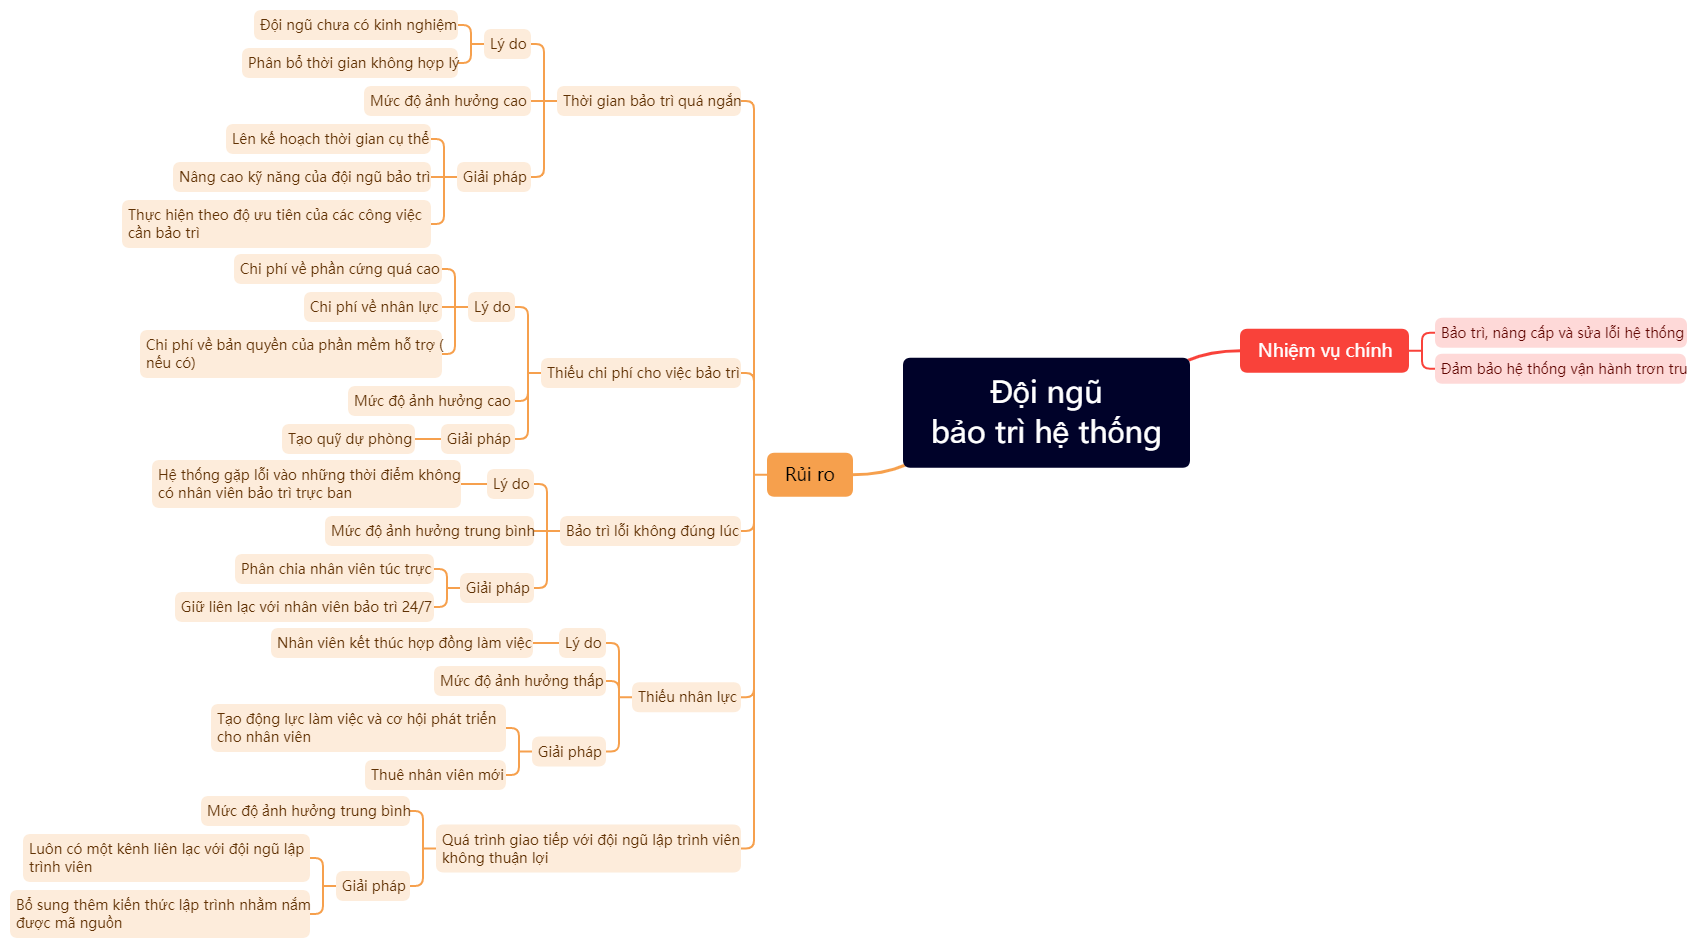 Đội ngũ
bảo trì hệ thống
Nhiệm vụ chính
Bảo trì, nâng cấp và sửa lỗi hệ thống
Đảm bảo hệ thống vận hành trơn tru
Rủi ro
Thời gian bảo trì quá ngắn
Lý do
Đội ngũ chưa có kinh nghiệm
Phân bổ thời gian không hợp lý
Mức độ ảnh hưởng cao
Giải pháp
Lên kế hoạch thời gian cụ thể
Nâng cao kỹ năng của đội ngũ bảo trì
Thực hiện theo độ ưu tiên của các công việc
cần bảo trì
Thiếu chi phí cho việc bảo trì
Lý do
Chi phí về phần cứng quá cao
Chi phí về nhân lực
Chi phí về bản quyền của phần mềm hỗ trợ (
nếu có)
Mức độ ảnh hưởng cao
Giải pháp
Tạo quỹ dự phòng
Bảo trì lỗi không đúng lúc
Lý do
Hệ thống gặp lỗi vào những thời điểm không
có nhân viên bảo trì trực ban
Mức độ ảnh hưởng trung bình
Giải pháp
Phân chia nhân viên túc trực
Giữ liên lạc với nhân viên bảo trì 24/7
Thiếu nhân lực
Lý do
Nhân viên kết thúc hợp đồng làm việc
Mức độ ảnh hưởng thấp
Giải pháp
Tạo động lực làm việc và cơ hội phát triển
cho nhân viên
Thuê nhân viên mới
Quá trình giao tiếp với đội ngũ lập trình viên
không thuận lợi
Mức độ ảnh hưởng trung bình
Giải pháp
Luôn có một kênh liên lạc với đội ngũ lập
trình viên
Bổ sung thêm kiến thức lập trình nhằm nắm
được mã nguồn